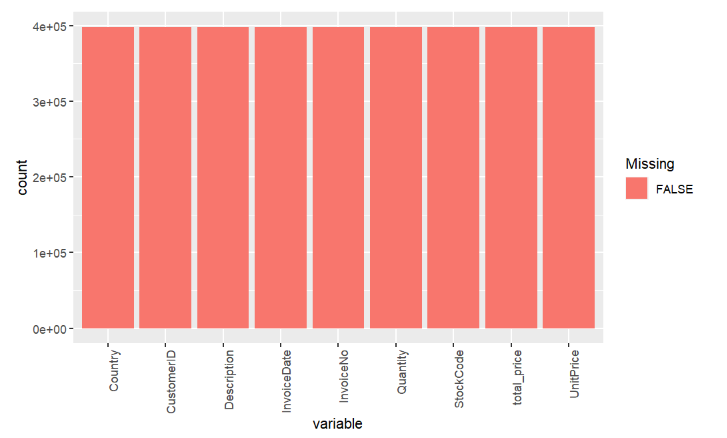 4e+05
3e+05
2e+05
1e+05
0e+00
count
Country
CustomerID
Description
InvoiceDate
InvoiceNo
Quantity
StockCode
total_price
UnitPrice
variable
Missing
FALSE